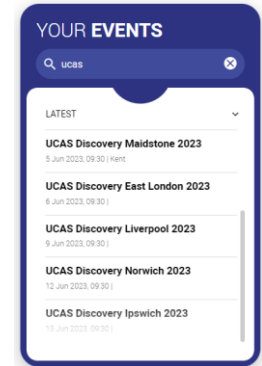 YOUR EVENTS
ucas
LATEST
UCAS Discovery Maidstone 2023
5 Jun 2023, 09:30 | Kent
UCAS Discovery East London 2023
6 Jun 2023, 09:30 |
UCAS Discovery Liverpool 2023
9 Jun 2023, 09:30 |
UCAS Discovery Norwich 2023
12 Jun 2023, 09:30 |
UCAS Discovery Ipswich 2023
13 Jun 2023, 09:30 |